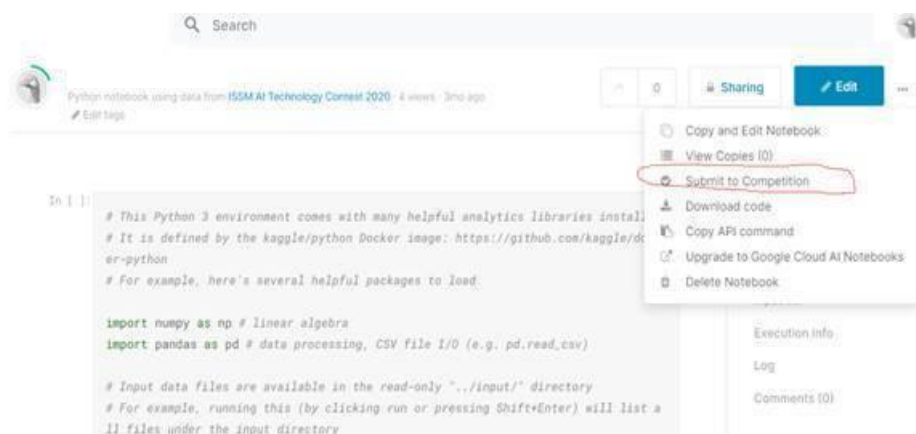 Search
Python notebook using data from ISSM AI Technology Contest 2020 · 4 views · 3mo ago
Edit tags
0
Sharing
Edit
...
Copy and Edit Notebook
View Copies (0)
Submit to Competition
Download code
Copy API command
Upgrade to Google Cloud AI Notebooks
Delete Notebook
In [ ]:
# This Python 3 environment comes with many helpful analytics libraries instal
# It is defined by the kaggle/python Docker image: https://github.com/kaggle/do
er-python
# For example, here's several helpful packages to load
import numpy as np # linear algebra
import pandas as pd # data processing, CSV file I/O (e.g. pd.read_csv)
# Input data files are available in the read-only "../input/" directory
# For example, running this (by clicking run or pressing Shift+Enter) will list a
ll files under the input directory
Execution Info
Log
Comments (0)